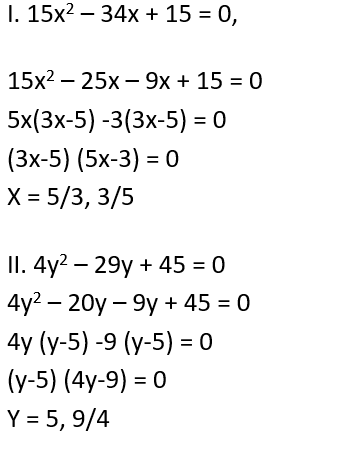 I. 15x² – 34x + 15 = 0,
15x² – 25x – 9x + 15 = 0
5x(3x-5) -3(3x-5) = 0
(3x-5) (5x-3) = 0
X = 5/3, 3/5
II. 4y² – 29y + 45 = 0
4y² – 20y – 9y + 45 = 0
4y (y-5) -9 (y-5) = 0
(y-5) (4y-9) = 0
Y = 5, 9/4